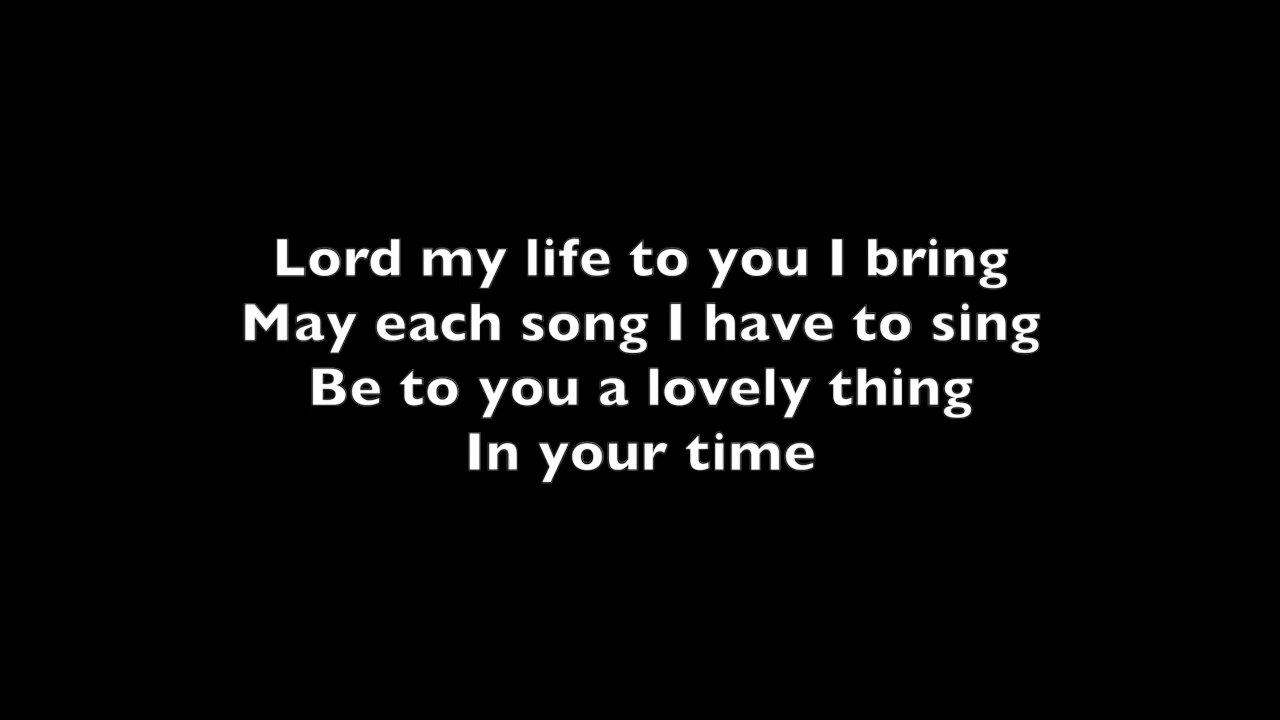 Lord my life to you I bring
May each song I have to sing
Be to you a lovely thing
In your time